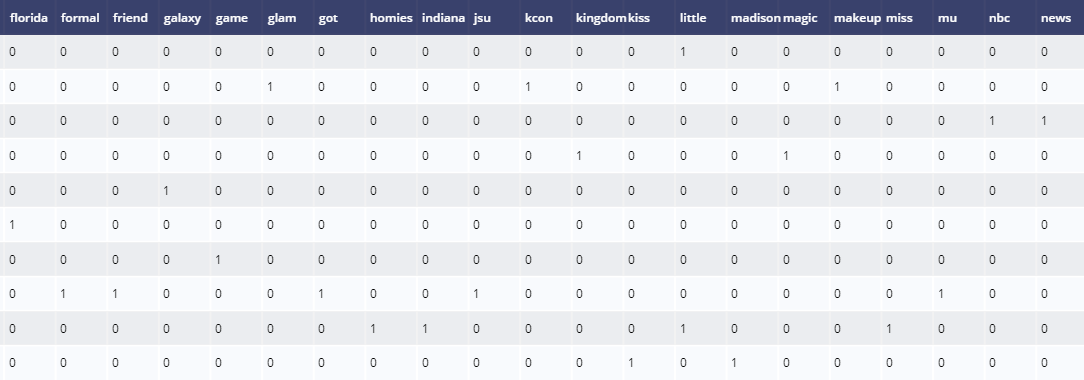 florida formal friend galaxy game glam got homies indiana jsu kcon kingdom kiss little madison magic makeup miss mu nbc news
0 0 0 0 0 0 0 0 0 0 0 0 0 1 0 0 0 0 0 0 0
0 0 0 0 0 1 0 0 0 0 1 0 0 0 0 0 1 0 0 0 0
0 0 0 0 0 0 0 0 0 0 0 0 0 0 0 0 0 0 0 1 1
0 0 0 0 0 0 0 0 0 0 0 1 0 0 0 1 0 0 0 0 0
0 0 0 1 0 0 0 0 0 0 0 0 0 0 0 0 0 0 0 0 0
1 0 0 0 0 0 0 0 0 0 0 0 0 0 0 0 0 0 0 0 0
0 0 0 0 1 0 0 0 0 0 0 0 0 0 0 0 0 0 0 0 0
0 1 1 0 0 0 1 0 0 1 0 0 0 0 0 0 0 0 1 0 0
0 0 0 0 0 0 0 1 1 0 0 0 0 1 0 0 0 1 0 0 0
0 0 0 0 0 0 0 0 0 0 0 0 1 0 1 0 0 0 0 0 0